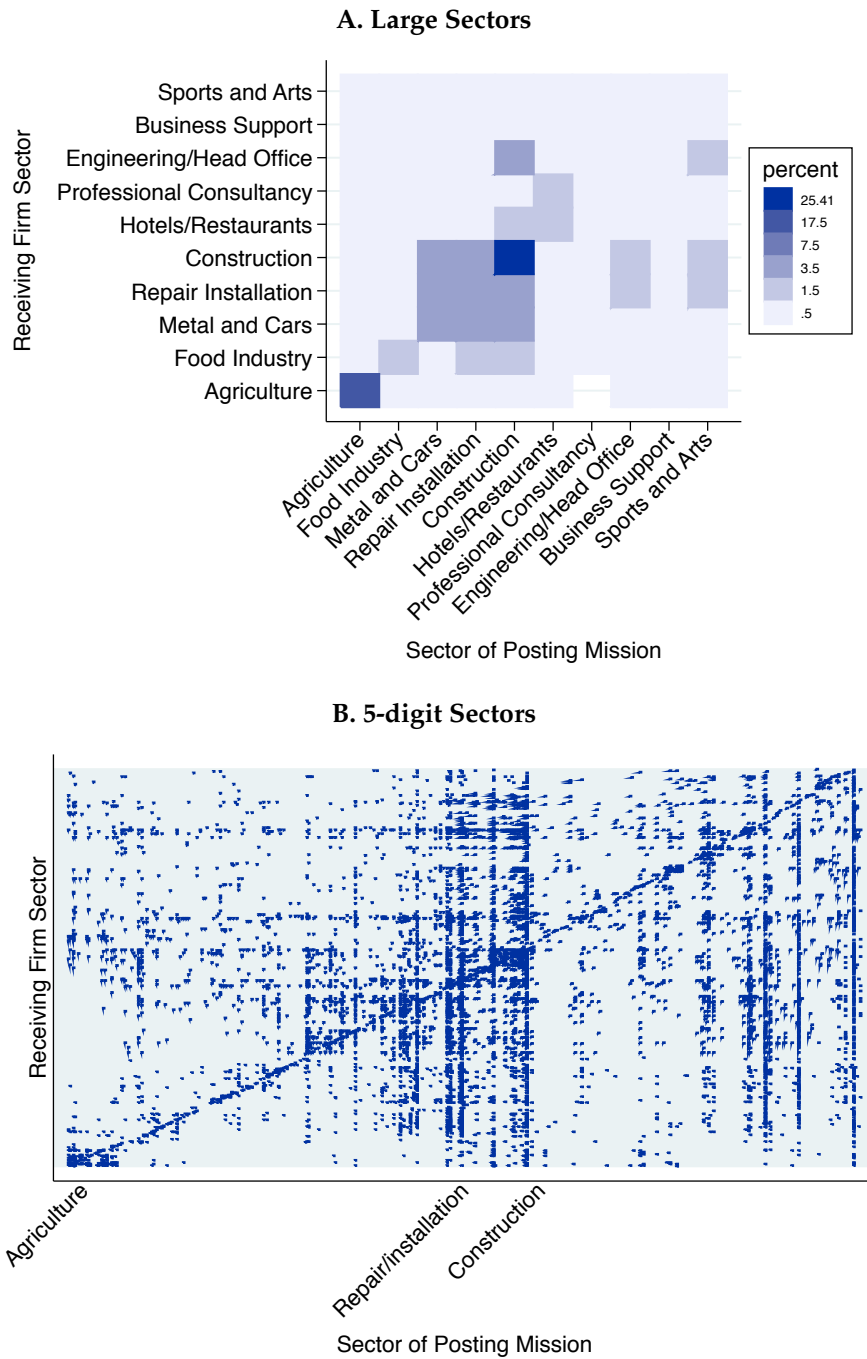 A. Large Sectors
Receiving Firm Sector
Sports and Arts
Business Support
Engineering/Head Office
Professional Consultancy
Hotels/Restaurants
Construction
Repair Installation
Metal and Cars
Food Industry
Agriculture
percent
25.41
17.5
7.5
3.5
1.5
.5
Agriculture
Food Industry
Metal and Cars
Repair Installation
Construction
Hotels/Restaurants
Professional Consultancy
Engineering/Head Office
Business Support
Sports and Arts
Sector of Posting Mission
B. 5-digit Sectors
Receiving Firm Sector
Agriculture
Repair/installation
Construction
Sector of Posting Mission